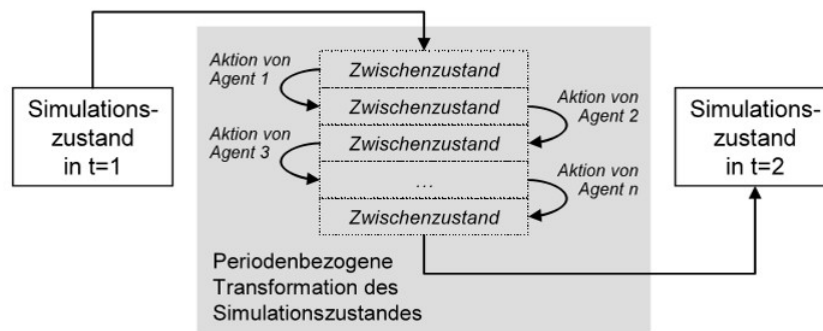 Simulations-
zustand
in t=1
Aktion von
Agent 1
Zwischenzustand
Zwischenzustand
Aktion von
Agent 2
Aktion von
Agent 3
Zwischenzustand
...
Aktion von
Agent n
Zwischenzustand
Periodenbezogene
Transformation des
Simulationszustandes
Simulations-
zustand
in t=2